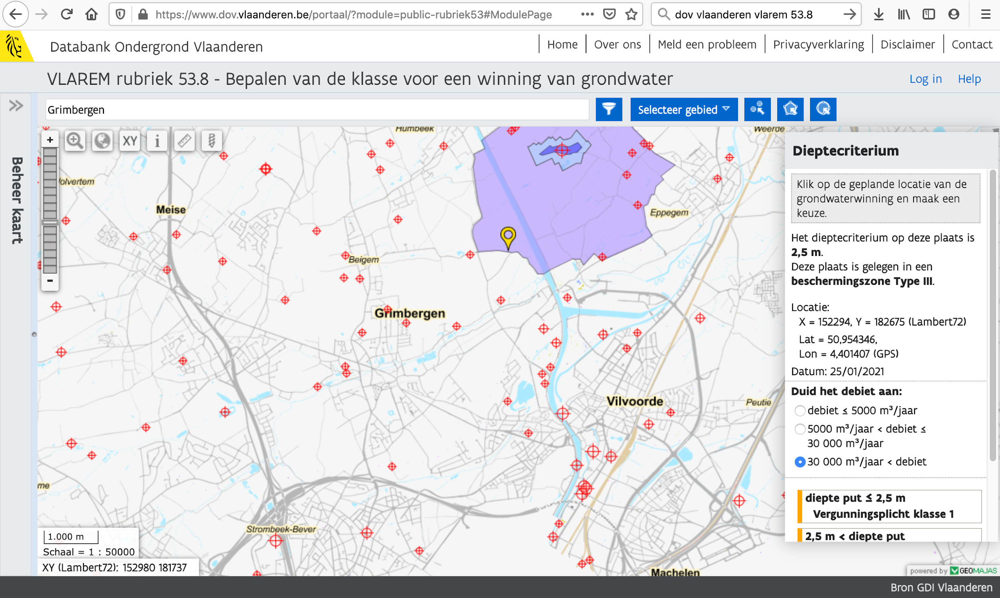 https://www.dov.vlaanderen.be/portaal/?module=public-rubriek53#ModulePage
dov vlaanderen vlarem 53.8
Databank Ondergrond Vlaanderen
Home
Over ons
Meld een probleem
Privacyverklaring
Disclaimer
Contact
VLAREM rubriek 53.8 - Bepalen van de klasse voor een winning van grondwater
Log in
Help
Grimbergen
Selecteer gebied
Beheer kaart
+
XY
i
-
Humbeek
Weerde
olvertem
Meise
Eppegem
Beigem
Grimbergen
Vilvoorde
Peutie
me
Strombeek-Bever
Machelen
Dieptecriterium
Klik op de geplande locatie van de
grondwaterwinning en maak een
keuze.
Het dieptecriterium op deze plaats is
2,5 m.
Deze plaats is gelegen in een
beschermingszone Type III.
Locatie:
X = 152294, Y = 182675 (Lambert72)
Lat = 50,954346,
Lon = 4,401407 (GPS)
Datum: 25/01/2021
Duid het debiet aan:
debiet ≤ 5000 m³/jaar
5000 m³/jaar < debiet ≤
30 000 m³/jaar
30 000 m³/jaar < debiet
diepte put ≤ 2,5 m
Vergunningsplicht klasse 1
2,5 m < diepte put
1.000 m
Schaal = 1 : 50000
XY (Lambert72): 152980 181737
powered by GEOMAJAS
Bron GDI Vlaanderen